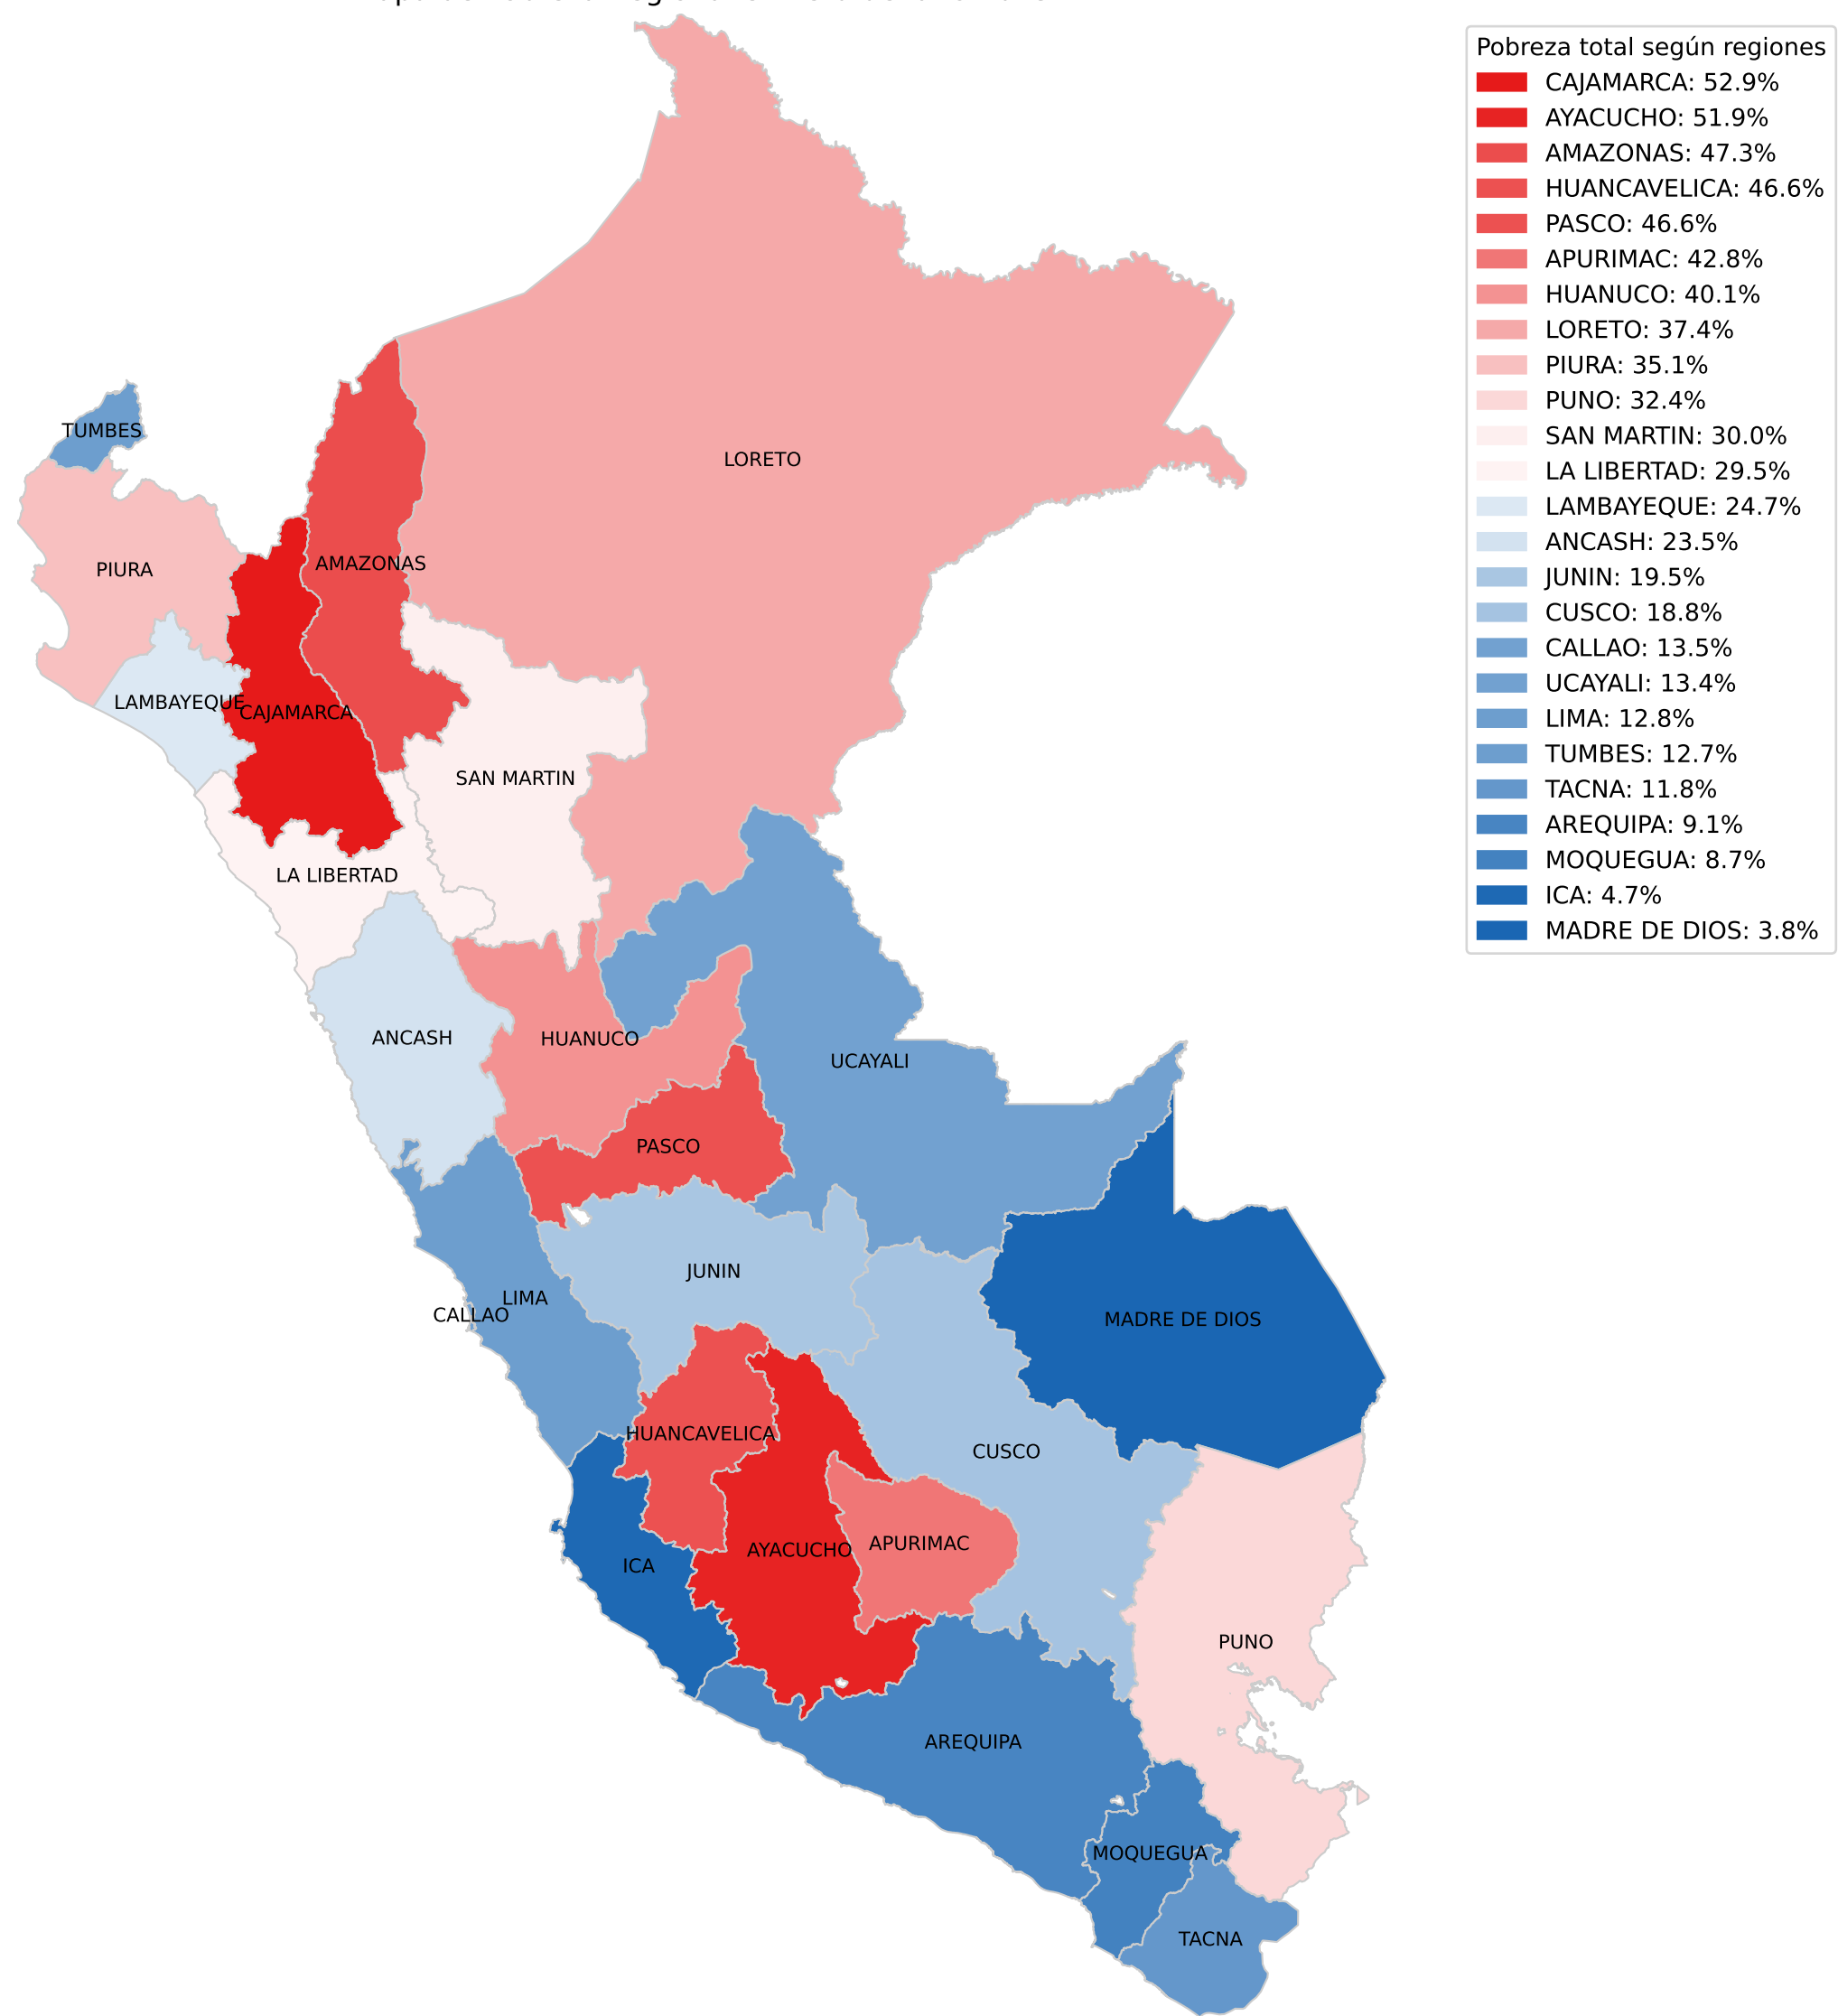 Pobreza total según regiones
CAJAMARCA: 52.9%
AYACUCHO: 51.9%
AMAZONAS: 47.3%
HUANCAVELICA: 46.6%
PASCO: 46.6%
APURIMAC: 42.8%
HUANUCO: 40.1%
LORETO: 37.4%
PIURA: 35.1%
PUNO: 32.4%
SAN MARTIN: 30.0%
LA LIBERTAD: 29.5%
LAMBAYEQUE: 24.7%
ANCASH: 23.5%
JUNIN: 19.5%
CUSCO: 18.8%
CALLAO: 13.5%
UCAYALI: 13.4%
LIMA: 12.8%
TUMBES: 12.7%
TACNA: 11.8%
AREQUIPA: 9.1%
MOQUEGUA: 8.7%
ICA: 4.7%
MADRE DE DIOS: 3.8%
TUMBES
LORETO
AMAZONAS
PIURA
LAMBAYEQUE
CAJAMARCA
SAN MARTIN
LA LIBERTAD
ANCASH
HUANUCO
UCAYALI
PASCO
JUNIN
LIMA
CALLAO
MADRE DE DIOS
HUANCAVELICA
CUSCO
APURIMAC
AYACUCHO
ICA
PUNO
AREQUIPA
MOQUEGUA
TACNA